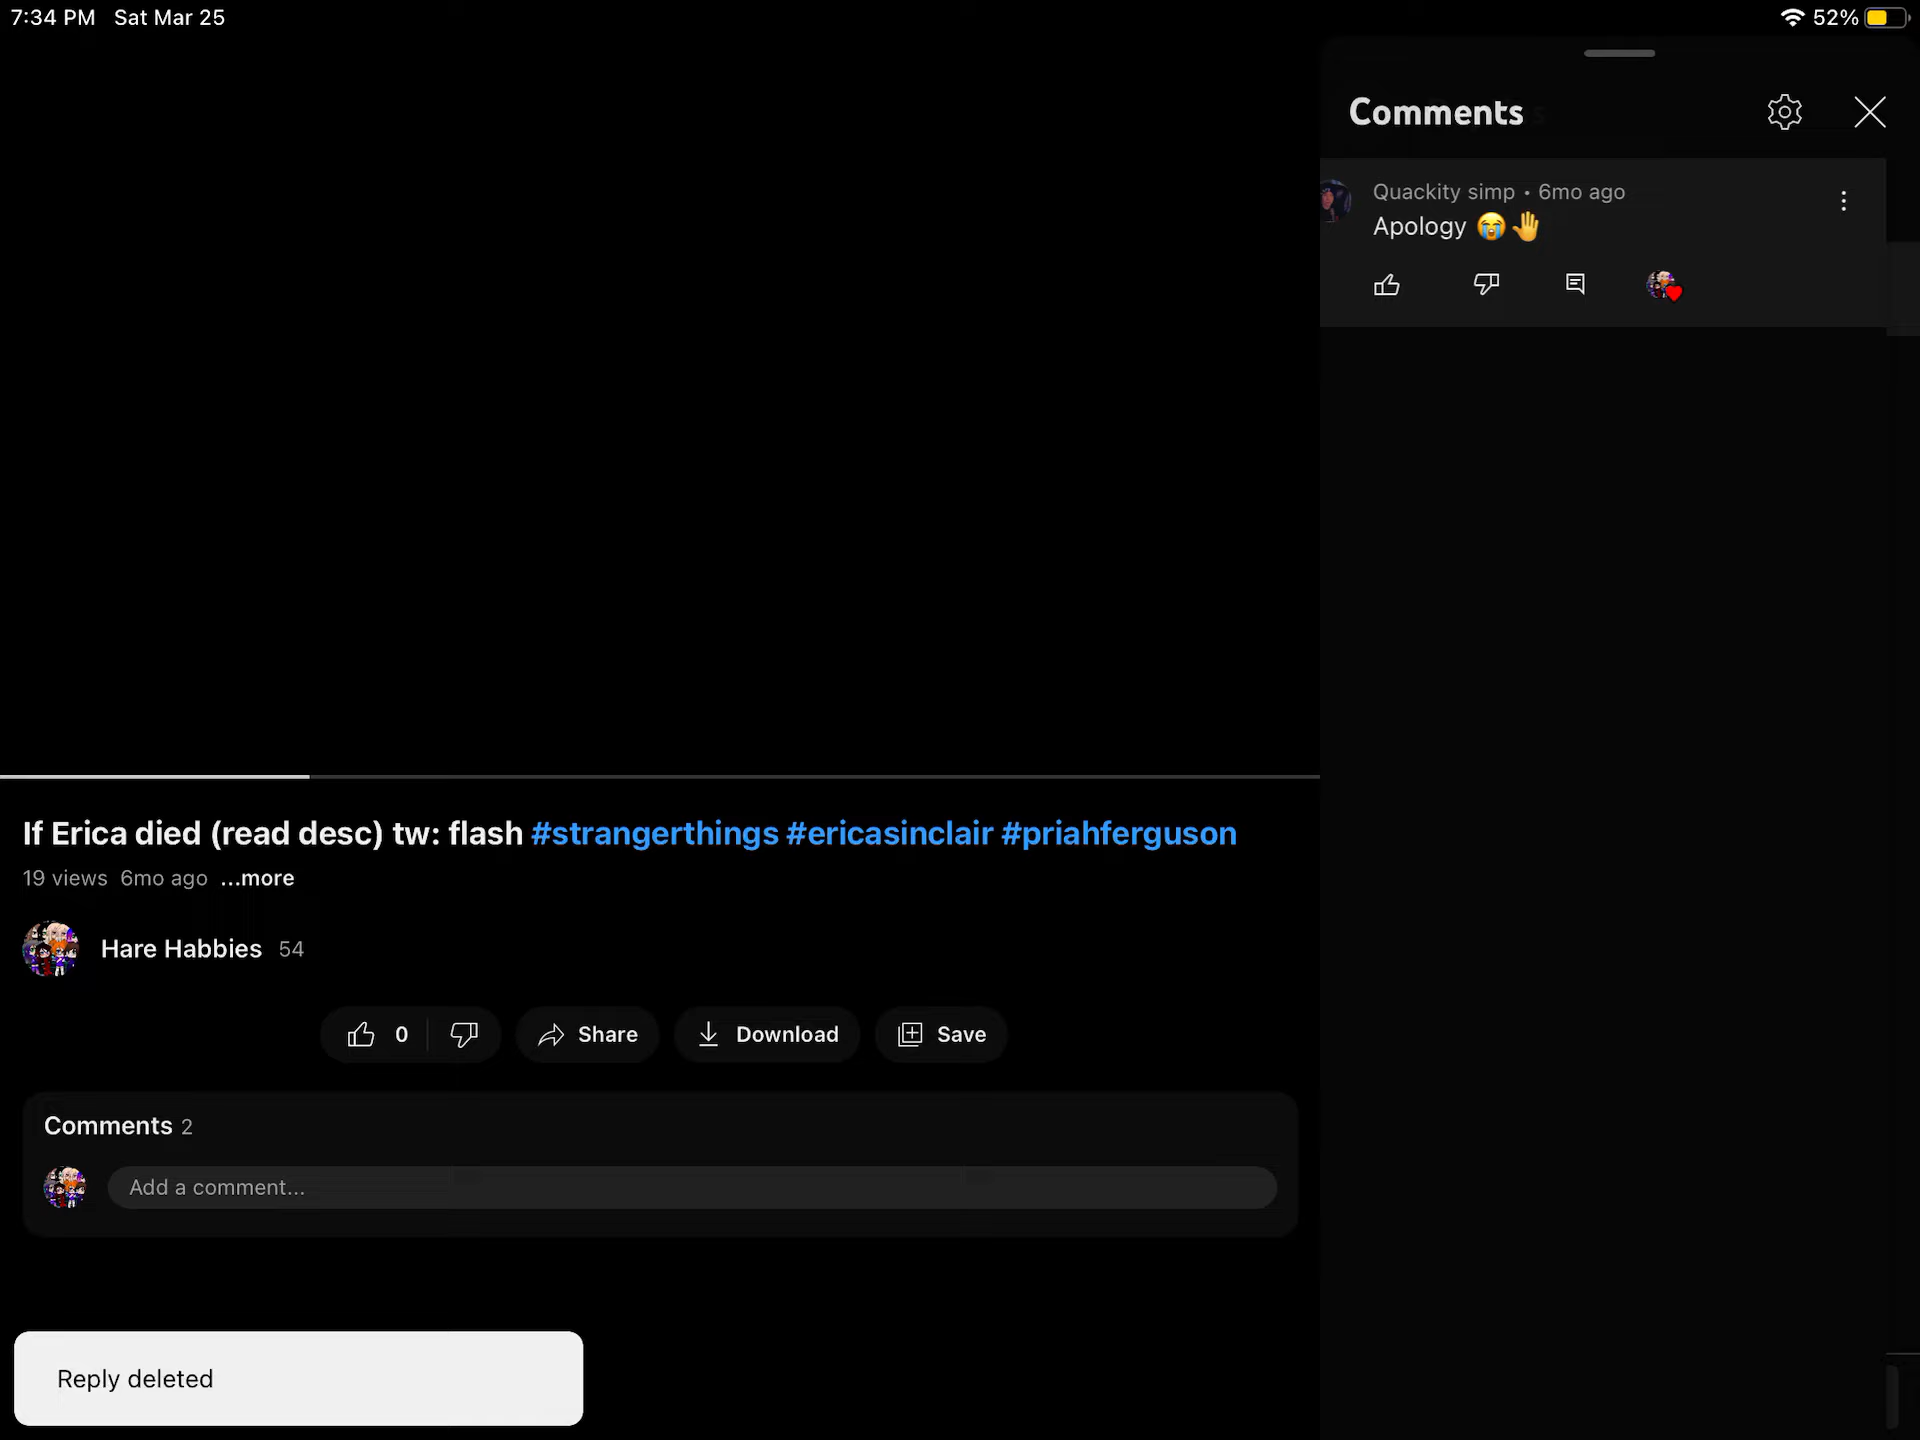 7:34 PM Sat Mar 25
52%
Comments
Quackity simp • 6mo ago
Apology 😭🤚
If Erica died (read desc) tw: flash #strangerthings #ericasinclair #priahferguson
19 views 6mo ago ...more
Hare Habbies 54
0
Share
Download
Save
Comments 2
Add a comment...
Reply deleted